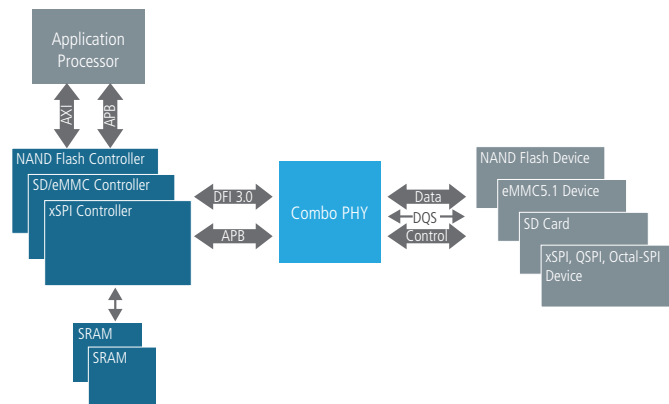 Application
Processor
AXI
APB
NAND Flash Controller
SD/eMMC Controller
xSPI Controller
DFI 3.0
APB
Combo PHY
Data
DQS
Control
NAND Flash Device
eMMC5.1 Device
SD Card
xSPI, QSPI, Octal-SPI
Device
SRAM
SRAM